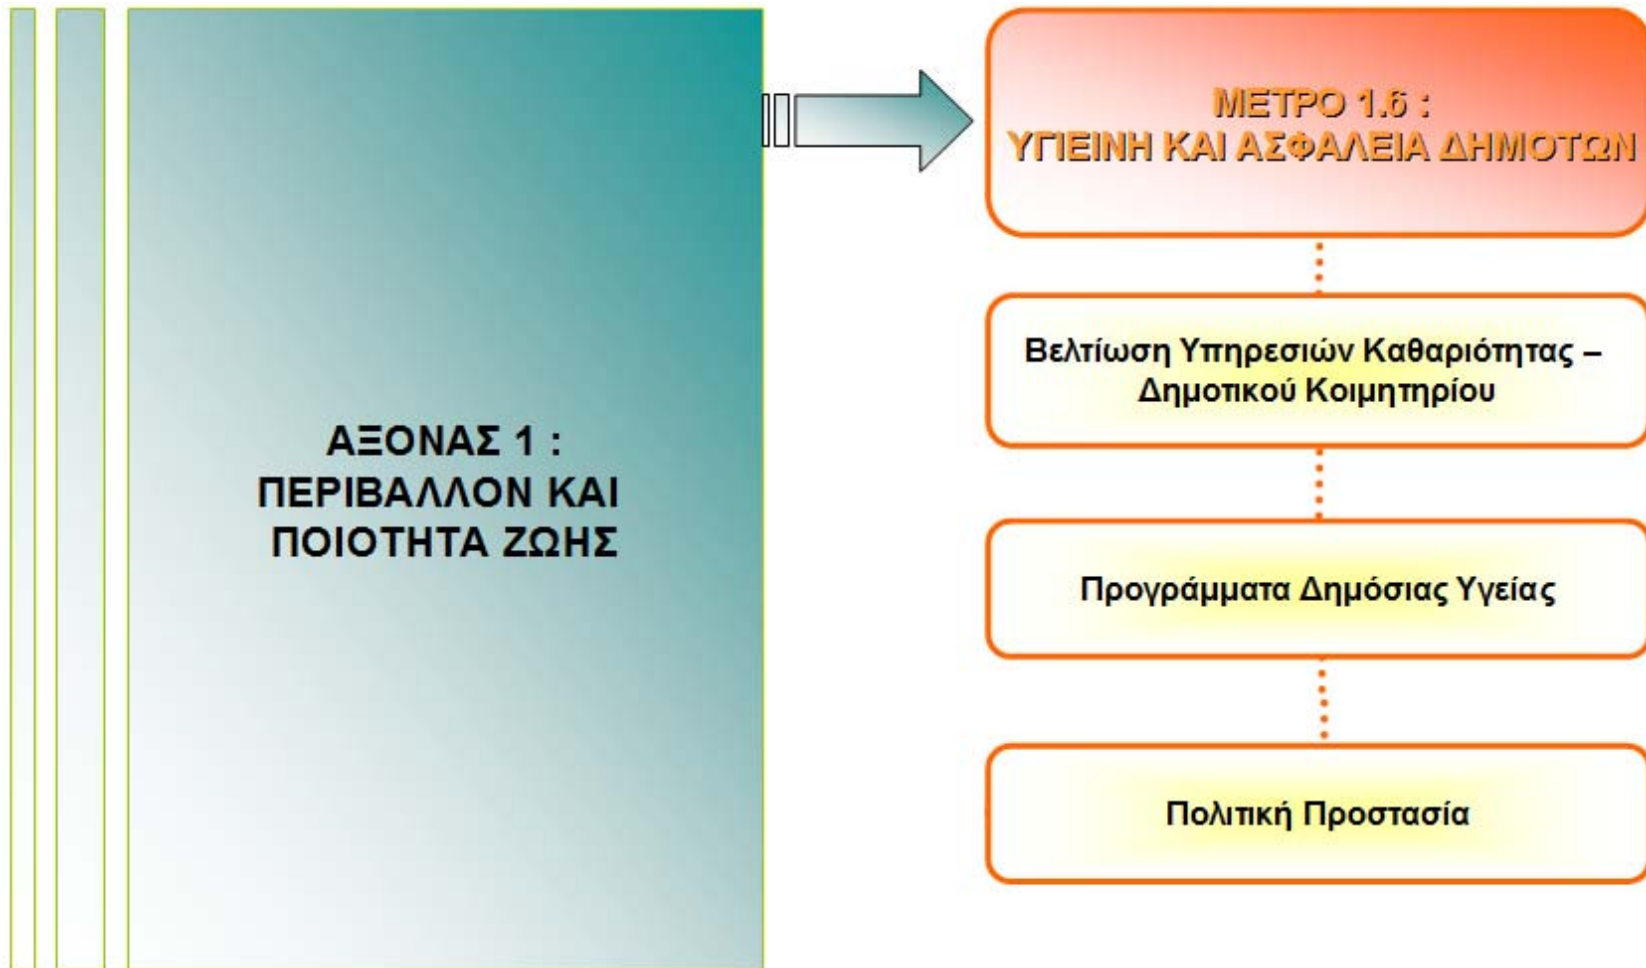 ΑΞΟΝΑΣ 1 :
ΠΕΡΙΒΑΛΛΟΝ ΚΑΙ
ΠΟΙΟΤΗΤΑ ΖΩΗΣ
ΜΕΤΡΟ 1.6 :
ΥΓΙΕΙΝΗ ΚΑΙ ΑΣΦΑΛΕΙΑ ΔΗΜΟΤΩΝ
Βελτίωση Υπηρεσιών Καθαριότητας –
Δημοτικού Κοιμητηρίου
Προγράμματα Δημόσιας Υγείας
Πολιτική Προστασία